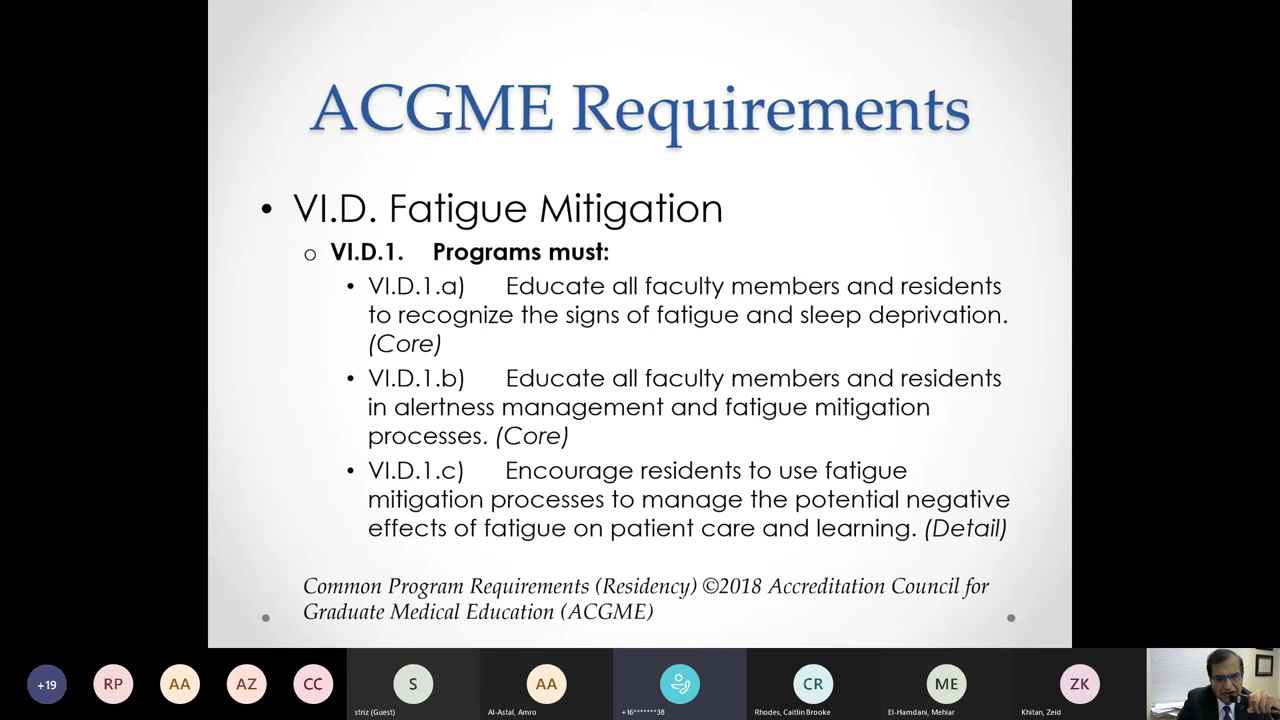 ACGME Requirements
• VI.D. Fatigue Mitigation
o VI.D.1. Programs must:
• VI.D.1.a) Educate all faculty members and residents
to recognize the signs of fatigue and sleep deprivation.
(Core)
• VI.D.1.b) Educate all faculty members and residents
in alertness management and fatigue mitigation
processes. (Core)
• VI.D.1.c) Encourage residents to use fatigue
mitigation processes to manage the potential negative
effects of fatigue on patient care and learning. (Detail)
Common Program Requirements (Residency) ©2018 Accreditation Council for
Graduate Medical Education (ACGME)
+19 RP AA AZ CC S AA CR ME ZK
striz (Guest) Al-Astal, Amro +16*******38 Rhodes, Caitlin Brooke El-Hamdani, Mehiar Khitan, Zeid